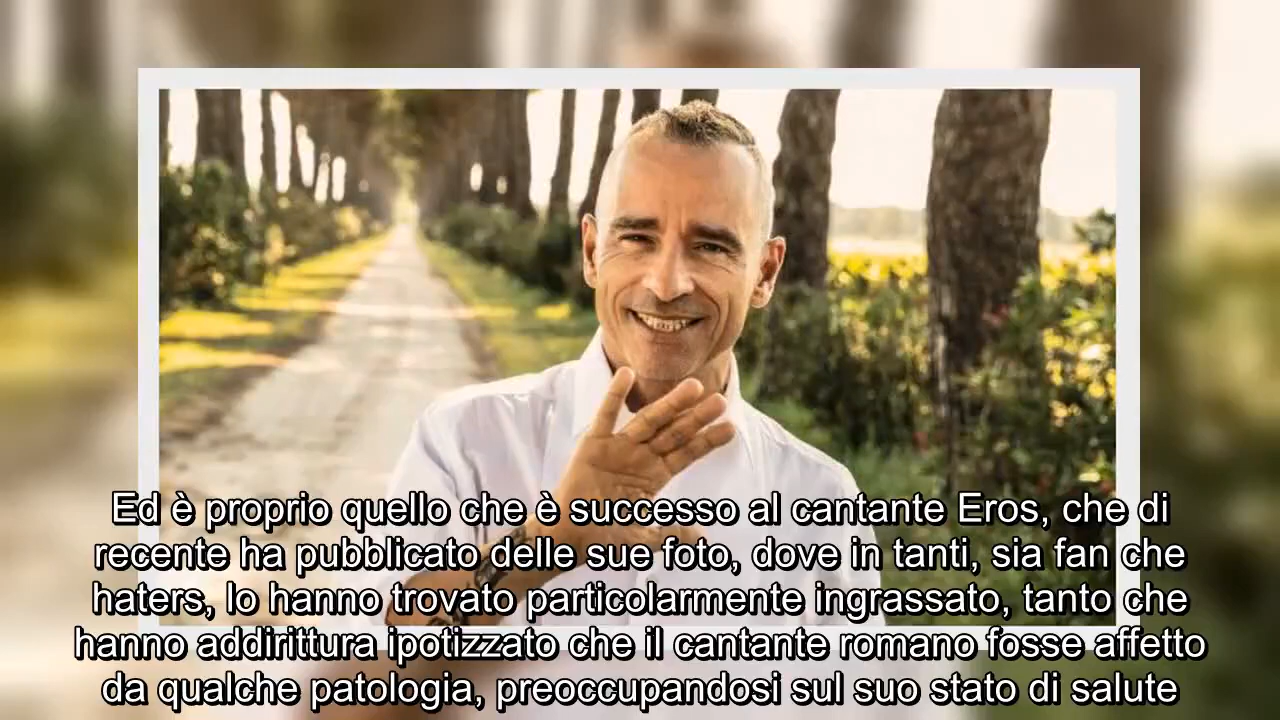 Ed è proprio quello che è successo al cantante Eros, che di
recente ha pubblicato delle sue foto, dove in tanti, sia fan che
haters, lo hanno trovato particolarmente ingrassato, tanto che
hanno addirittura ipotizzato che il cantante romano fosse affetto
da qualche patologia, preoccupandosi sul suo stato di salute